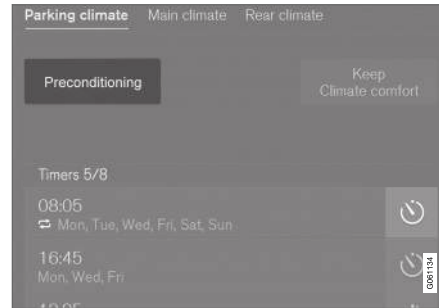 Parking climate Main climate Rear climate
Preconditioning
Keep
Climate comfort
Timers 5/8
08:05
Mon, Tue, Wed, Fri, Sat, Sun
16:45
Mon, Wed, Fri
G061134